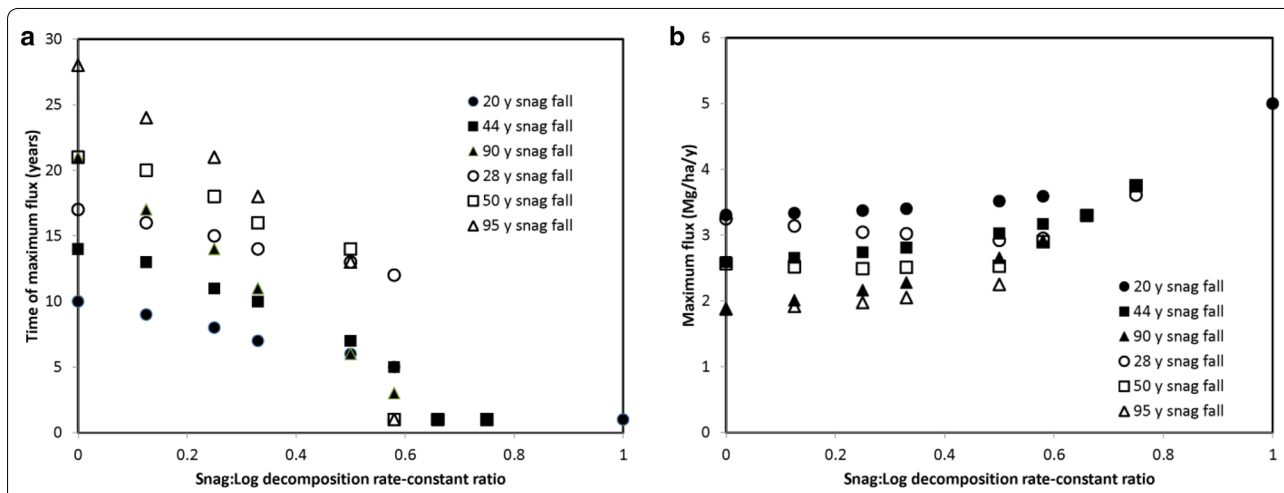 a
30
25
20
15
10
5
0
Time of maximum flux (years)
0 0.2 0.4 0.6 0.8 1
Snag:Log decomposition rate-constant ratio
20 y snag fall
44 y snag fall
90 y snag fall
28 y snag fall
50 y snag fall
95 y snag fall
b
6
5
4
3
2
1
0
Maximum flux (Mg/ha/y)
0 0.2 0.4 0.6 0.8 1
Snag:Log decomposition rate-constant ratio
20 y snag fall
44 y snag fall
90 y snag fall
28 y snag fall
50 y snag fall
95 y snag fall